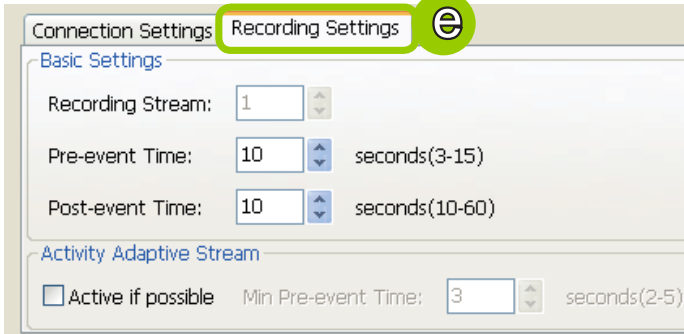 Connection Settings Recording Settings e
Basic Settings
Recording Stream: 1
Pre-event Time: 10 seconds(3-15)
Post-event Time: 10 seconds(10-60)
Activity Adaptive Stream
Active if possible Min Pre-event Time: 3 seconds(2-5)